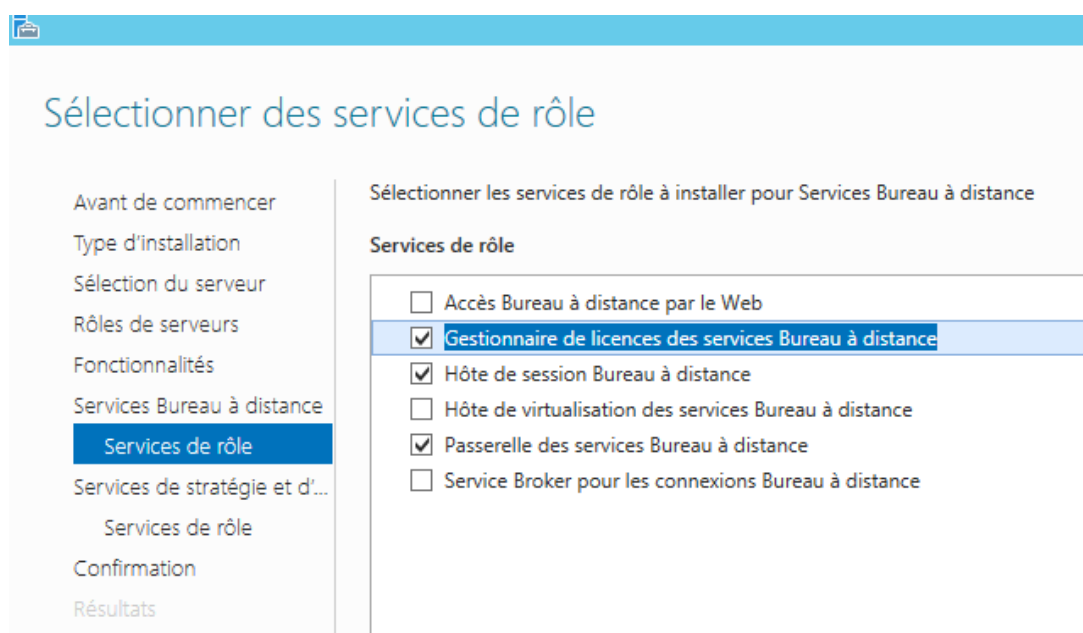 Sélectionner des services de rôle
Avant de commencer
Type d'installation
Sélection du serveur
Rôles de serveurs
Fonctionnalités
Services Bureau à distance
Services de rôle
Services de stratégie et d'...
Services de rôle
Confirmation
Résultats
Sélectionner les services de rôle à installer pour Services Bureau à distance
Services de rôle
Accès Bureau à distance par le Web
Gestionnaire de licences des services Bureau à distance
Hôte de session Bureau à distance
Hôte de virtualisation des services Bureau à distance
Passerelle des services Bureau à distance
Service Broker pour les connexions Bureau à distance